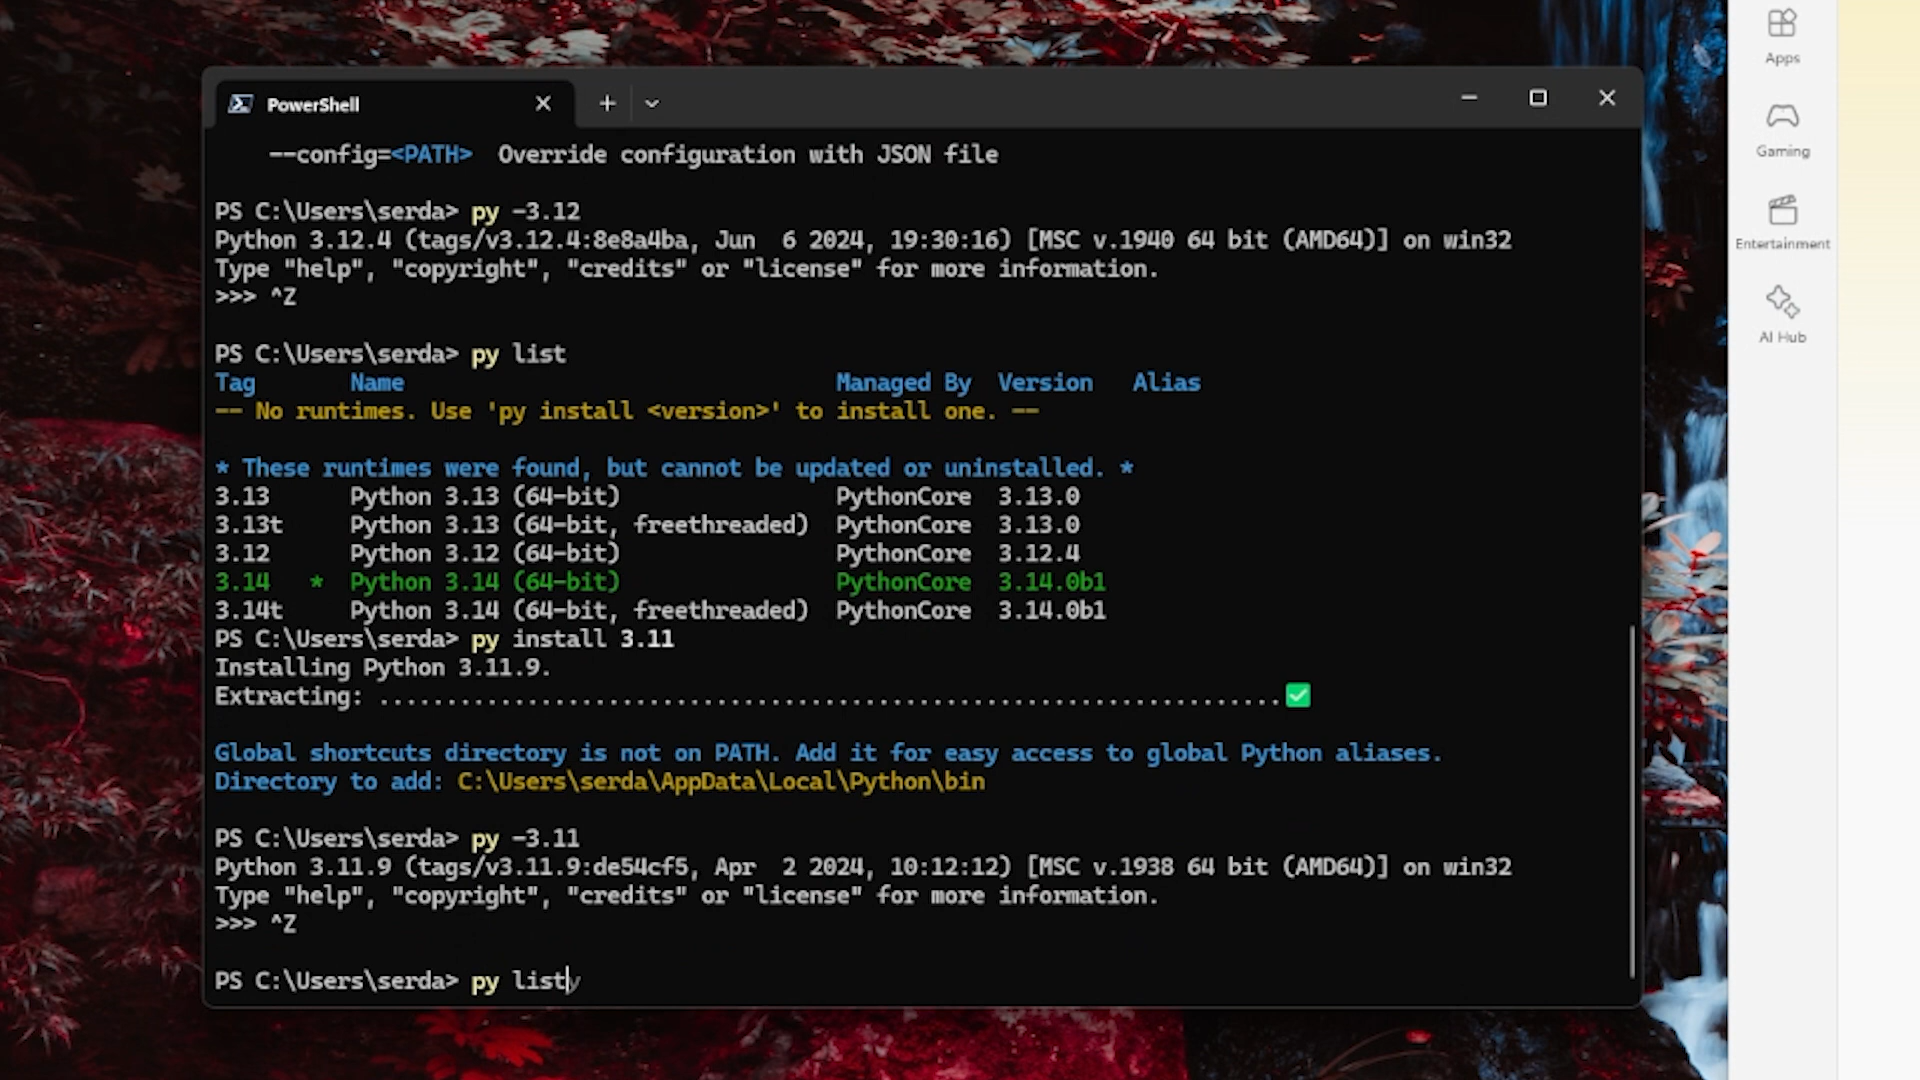 PowerShell
--config=<PATH>  Override configuration with JSON file
PS C:\Users\serda> py -3.12
Python 3.12.4 (tags/v3.12.4:8e8a4ba, Jun  6 2024, 19:30:16) [MSC v.1940 64 bit (AMD64)] on win32
Type "help", "copyright", "credits" or "license" for more information.
>>> ^Z
PS C:\Users\serda> py list
Tag       Name                                Managed By  Version   Alias
-- No runtimes. Use 'py install <version>' to install one. --
* These runtimes were found, but cannot be updated or uninstalled. *
3.13      Python 3.13 (64-bit)                PythonCore  3.13.0
3.13t     Python 3.13 (64-bit, freethreaded)  PythonCore  3.13.0
3.12      Python 3.12 (64-bit)                PythonCore  3.12.4
3.14   *  Python 3.14 (64-bit)                PythonCore  3.14.0b1
3.14t     Python 3.14 (64-bit, freethreaded)  PythonCore  3.14.0b1
PS C:\Users\serda> py install 3.11
Installing Python 3.11.9.
Extracting: ...................................................................✅
Global shortcuts directory is not on PATH. Add it for easy access to global Python aliases.
Directory to add: C:\Users\serda\AppData\Local\Python\bin
PS C:\Users\serda> py -3.11
Python 3.11.9 (tags/v3.11.9:de54cf5, Apr  2 2024, 10:12:12) [MSC v.1938 64 bit (AMD64)] on win32
Type "help", "copyright", "credits" or "license" for more information.
>>> ^Z
PS C:\Users\serda> py listy
Apps
Gaming
Entertainment
AI Hub